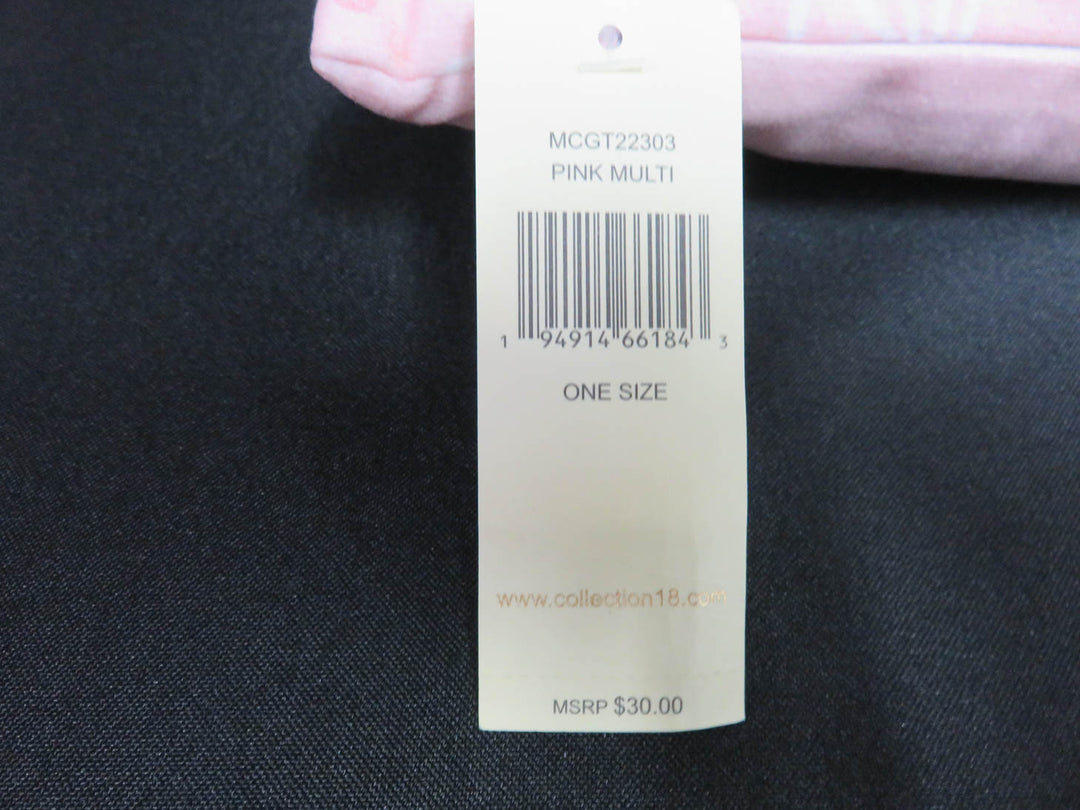 MCGT22303
PINK MULTI
1 94914 66184 3
ONE SIZE
www.collection18.com
MSRP $30.00